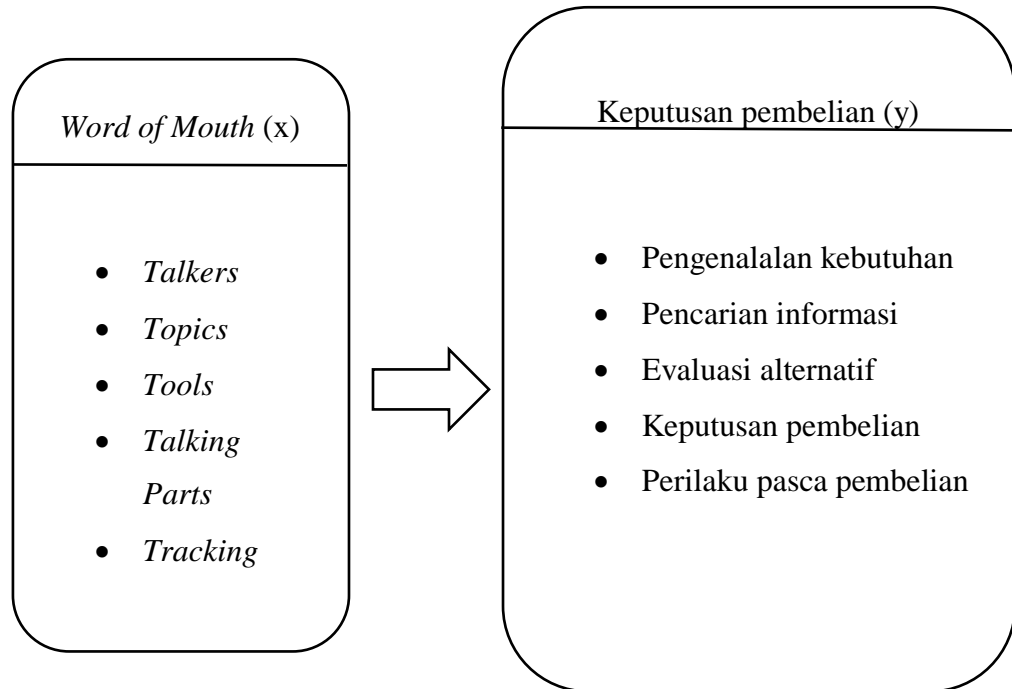 Word of Mouth (x)
• Talkers
• Topics
• Tools
• Talking
Parts
• Tracking
Keputusan pembelian (y)
• Pengenalalan kebutuhan
• Pencarian informasi
• Evaluasi alternatif
• Keputusan pembelian
• Perilaku pasca pembelian